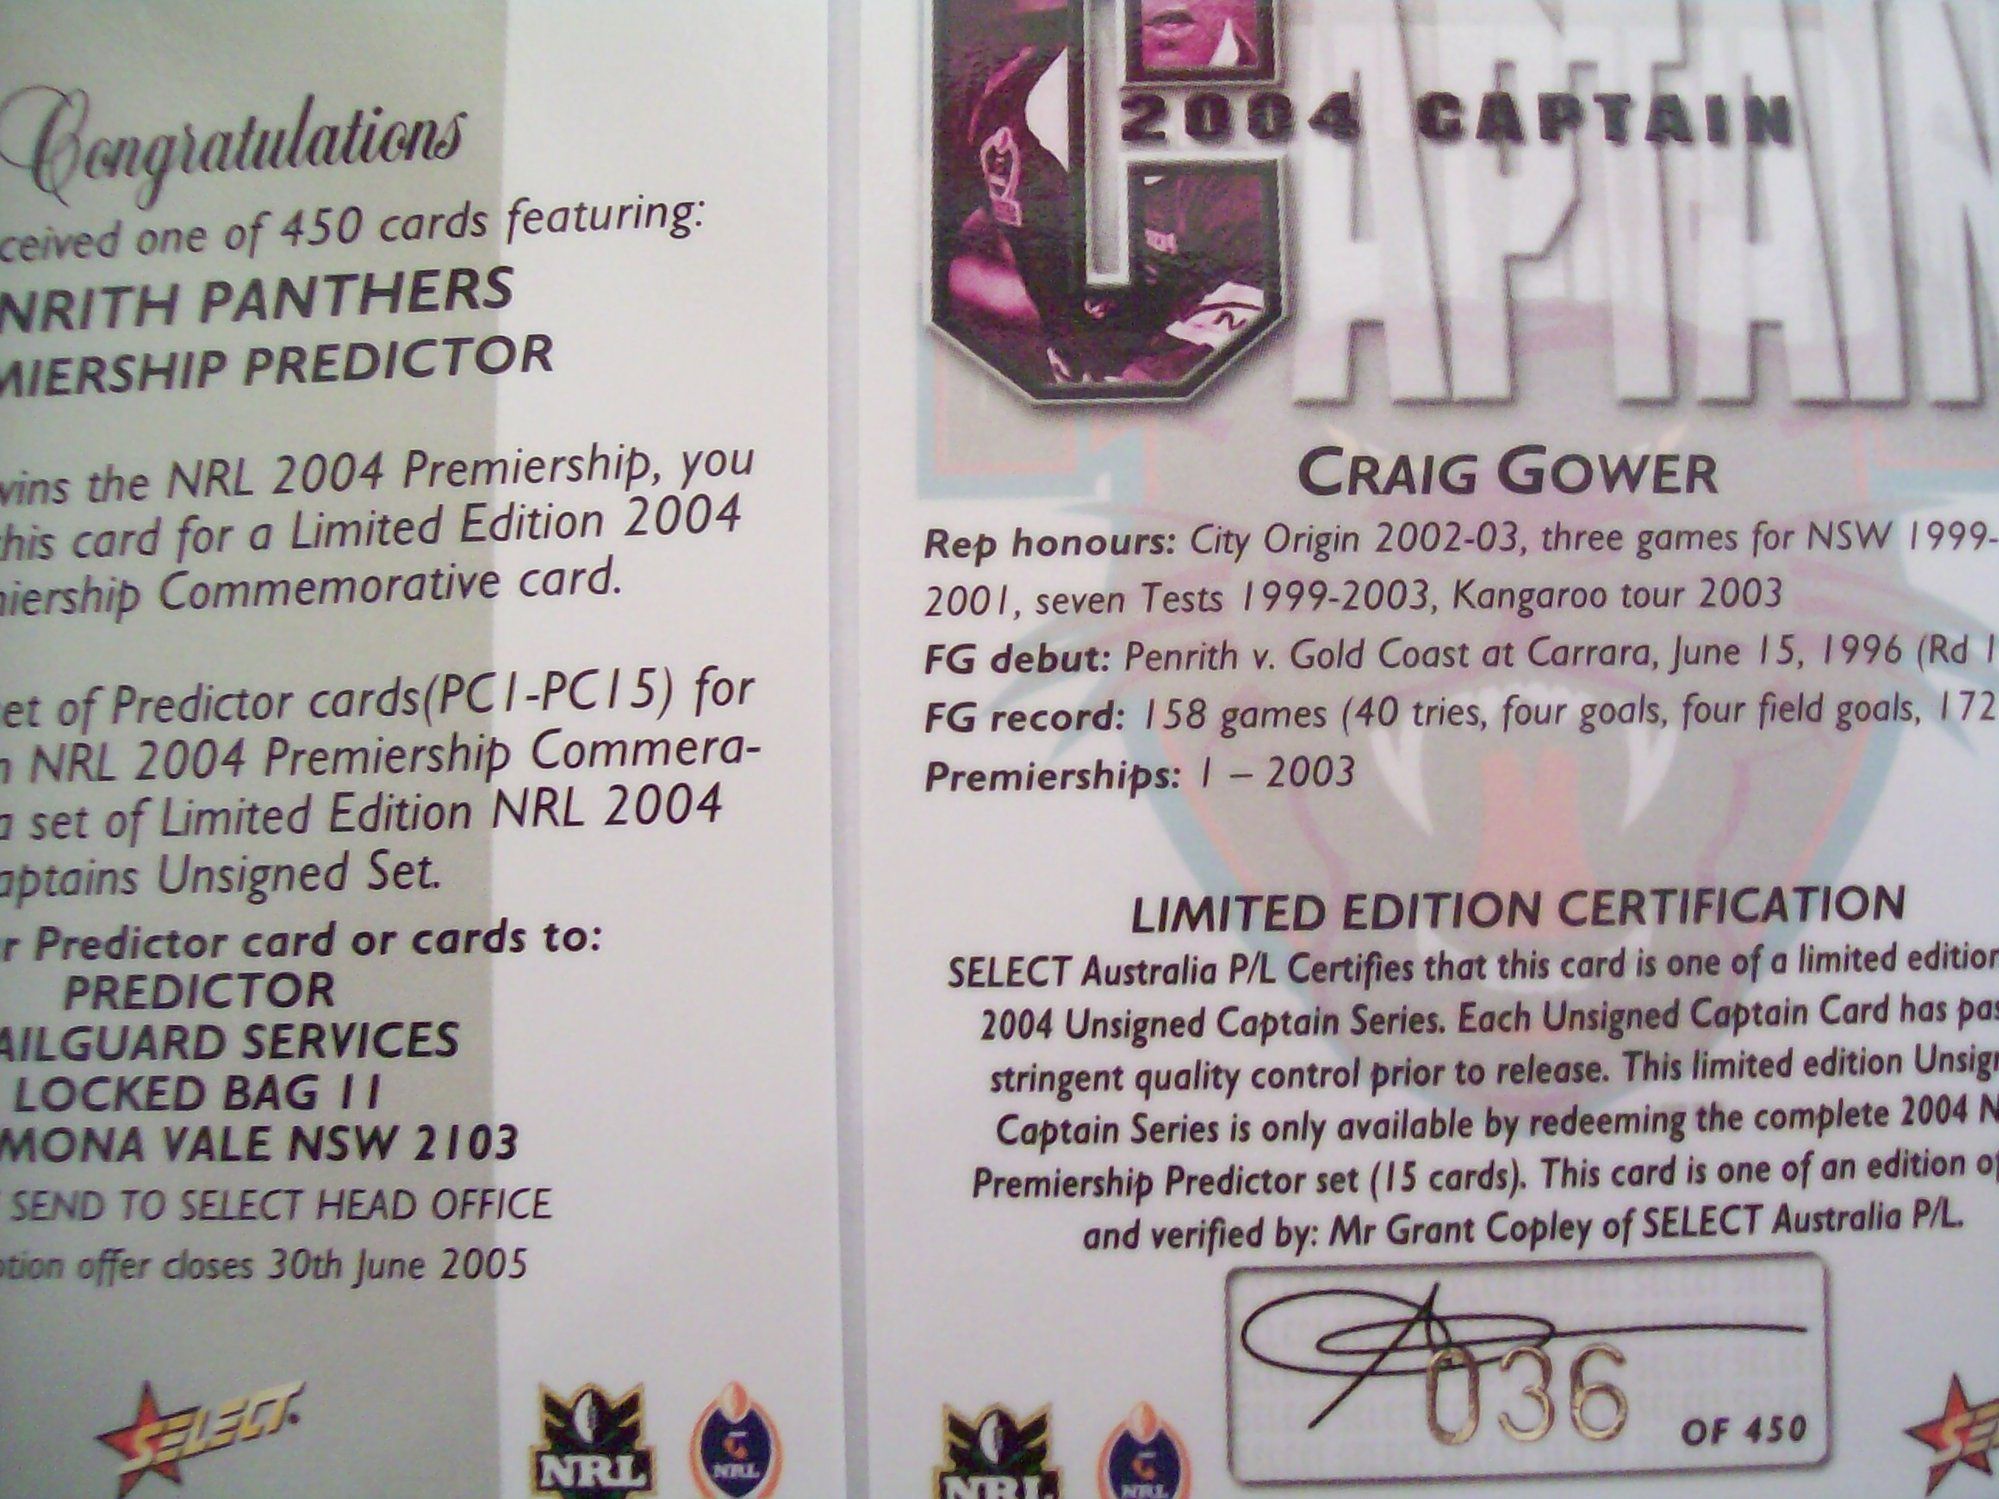 Congratulations
ceived one of 450 cards featuring:
NRITH PANTHERS
MIERSHIP PREDICTOR
wins the NRL 2004 Premiership, you
this card for a Limited Edition 2004
miership Commemorative card.
et of Predictor cards(PC1-PC15) for
n NRL 2004 Premiership Commera-
a set of Limited Edition NRL 2004
aptains Unsigned Set.
r Predictor card or cards to:
PREDICTOR
AILGUARD SERVICES
LOCKED BAG 11
MONA VALE NSW 2103
SEND TO SELECT HEAD OFFICE
ption offer closes 30th June 2005
SELECT
NRL
NRL
CAPTAIN
2004 CAPTAIN
CRAIG GOWER
Rep honours: City Origin 2002-03, three games for NSW 1999-
2001, seven Tests 1999-2003, Kangaroo tour 2003
FG debut: Penrith v. Gold Coast at Carrara, June 15, 1996 (Rd 1
FG record: 158 games (40 tries, four goals, four field goals, 172
Premierships: 1 – 2003
LIMITED EDITION CERTIFICATION
SELECT Australia P/L Certifies that this card is one of a limited edition
2004 Unsigned Captain Series. Each Unsigned Captain Card has pas
stringent quality control prior to release. This limited edition Unsign
Captain Series is only available by redeeming the complete 2004 N
Premiership Predictor set (15 cards). This card is one of an edition of
and verified by: Mr Grant Copley of SELECT Australia P/L.
036 OF 450
NRL
NRL
SE